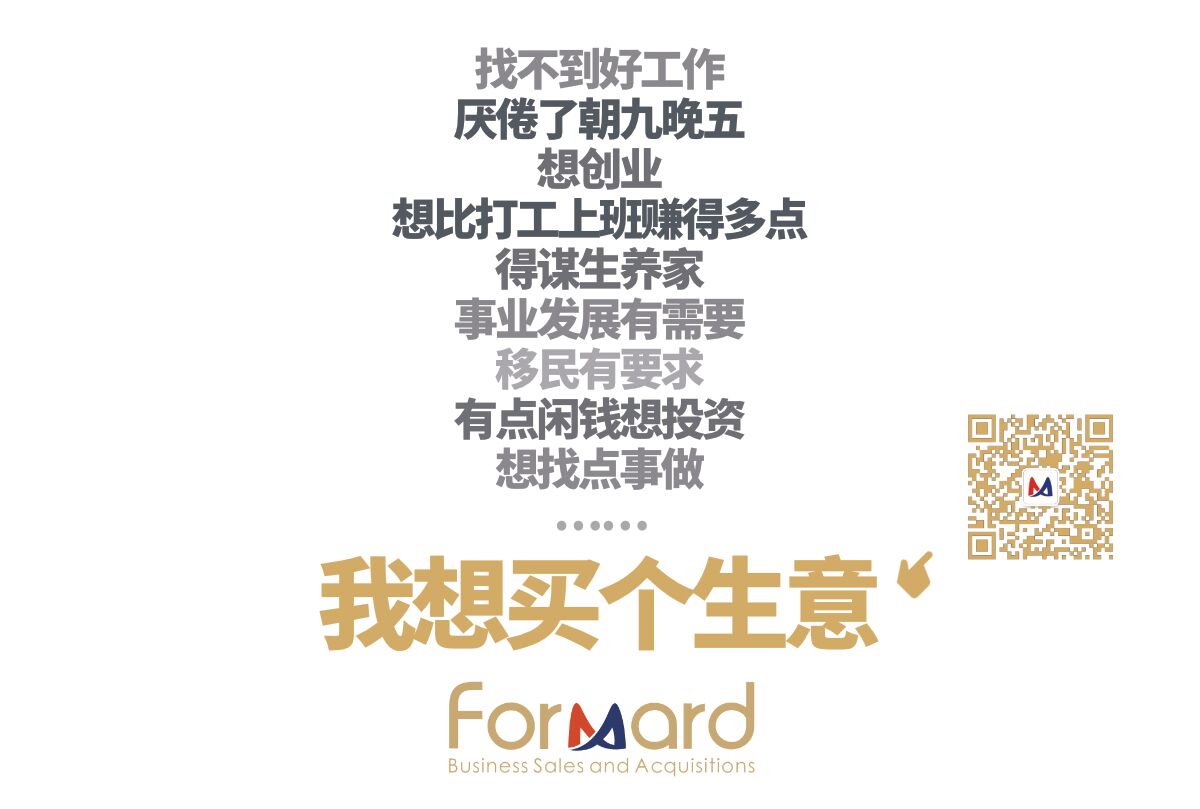 找不到好工作
厌倦了朝九晚五
想创业
想比打工上班赚得多点
得谋生养家
事业发展有需要
移民有要求
有点闲钱想投资
想找点事做
……
我想买个生意
Forward
Business Sales and Acquisitions